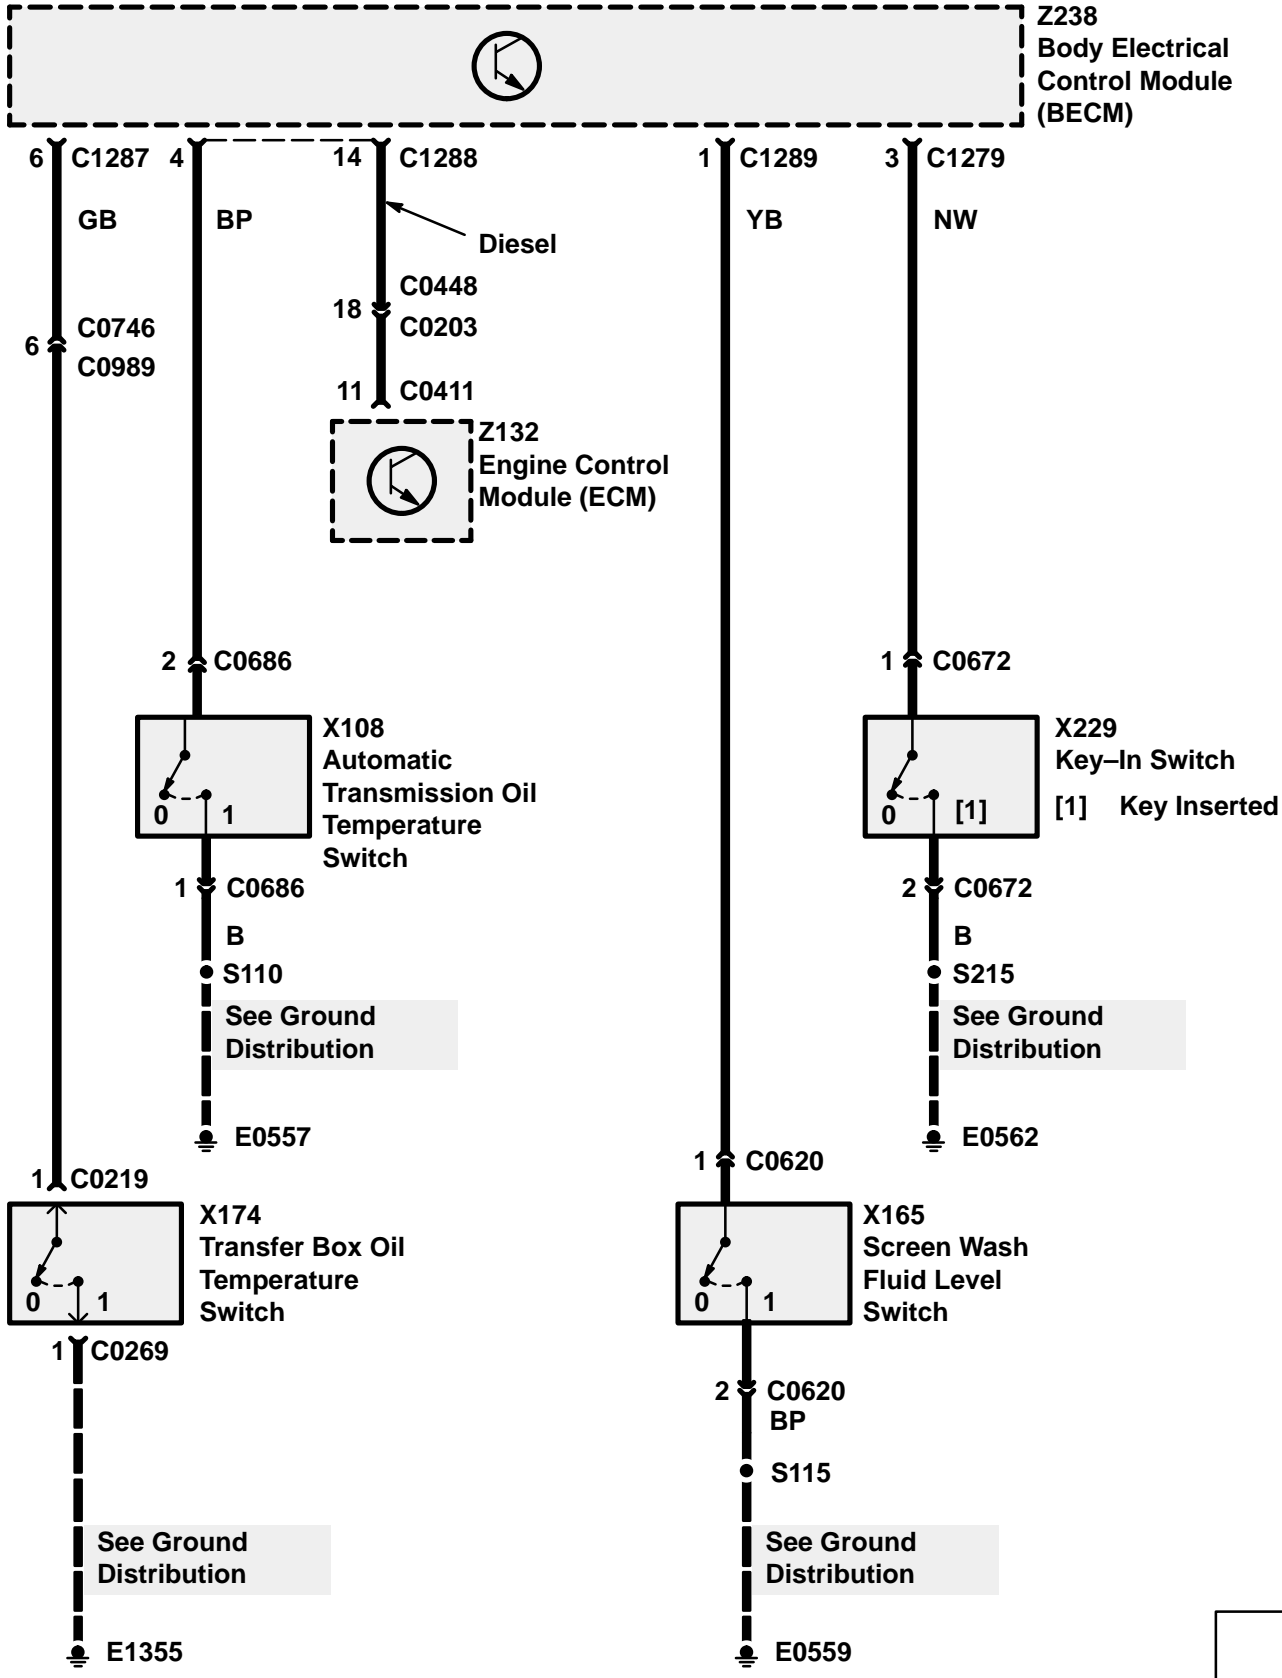 Z238
Body Electrical
Control Module
(BECM)
6 C1287 4 14 C1288 1 C1289 3 C1279
GB BP YB NW
Diesel
C0448
18
C0203
C0746
6
C0989
11 C0411
Z132
Engine Control
Module (ECM)
2 C0686 1 C0672
X108
Automatic
Transmission Oil
Temperature
Switch
0 1
X229
Key–In Switch
[1] Key Inserted
0 [1]
1 C0686 2 C0672
B B
S110 S215
See Ground
Distribution
See Ground
Distribution
E0557 E0562
1 C0219 1 C0620
X174
Transfer Box Oil
Temperature
Switch
0 1
X165
Screen Wash
Fluid Level
Switch
0 1
1 C0269
2 C0620
BP
S115
See Ground
Distribution
See Ground
Distribution
E1355 E0559